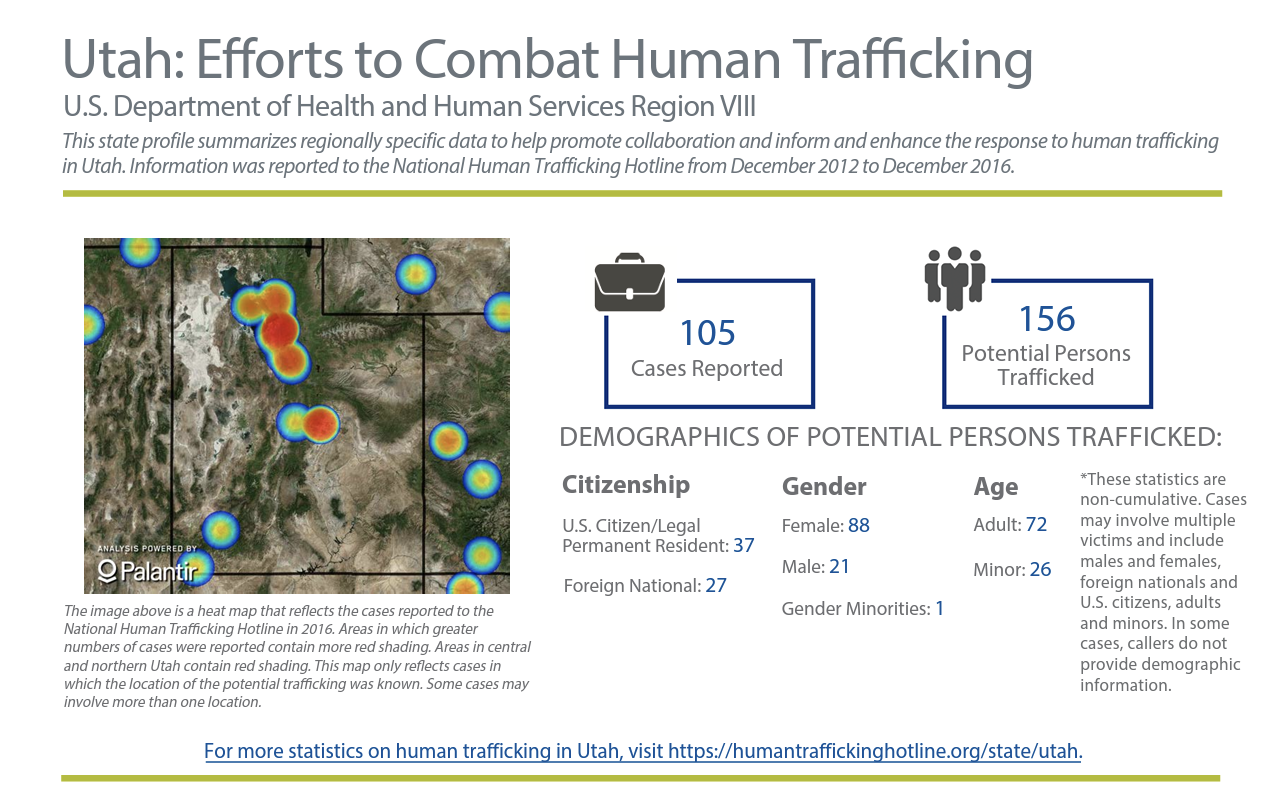 Utah: Efforts to Combat Human Trafficking
U.S. Department of Health and Human Services Region VIII
This state profile summarizes regionally specific data to help promote collaboration and inform and enhance the response to human trafficking
in Utah. Information was reported to the National Human Trafficking Hotline from December 2012 to December 2016.
ANALYSIS POWERED BY
Palantir
The image above is a heat map that reflects the cases reported to the
National Human Trafficking Hotline in 2016. Areas in which greater
numbers of cases were reported contain more red shading. Areas in central
and northern Utah contain red shading. This map only reflects cases in
which the location of the potential trafficking was known. Some cases may
involve more than one location.
105
Cases Reported
156
Potential Persons
Trafficked
DEMOGRAPHICS OF POTENTIAL PERSONS TRAFFICKED:
Citizenship
U.S. Citizen/Legal
Permanent Resident: 37
Foreign National: 27
Gender
Female: 88
Male: 21
Gender Minorities: 1
Age
Adult: 72
Minor: 26
*These statistics are
non-cumulative. Cases
may involve multiple
victims and include
males and females,
foreign nationals and
U.S. citizens, adults
and minors. In some
cases, callers do not
provide demographic
information.
For more statistics on human trafficking in Utah, visit https://humantraffickinghotline.org/state/utah.